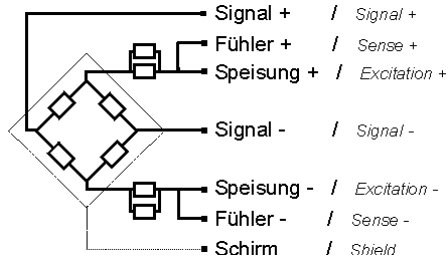 Signal + / Signal +
Fühler + / Sense +
Speisung + / Excitation +
Signal - / Signal -
Speisung - / Excitation -
Fühler - / Sense -
Schirm / Shield